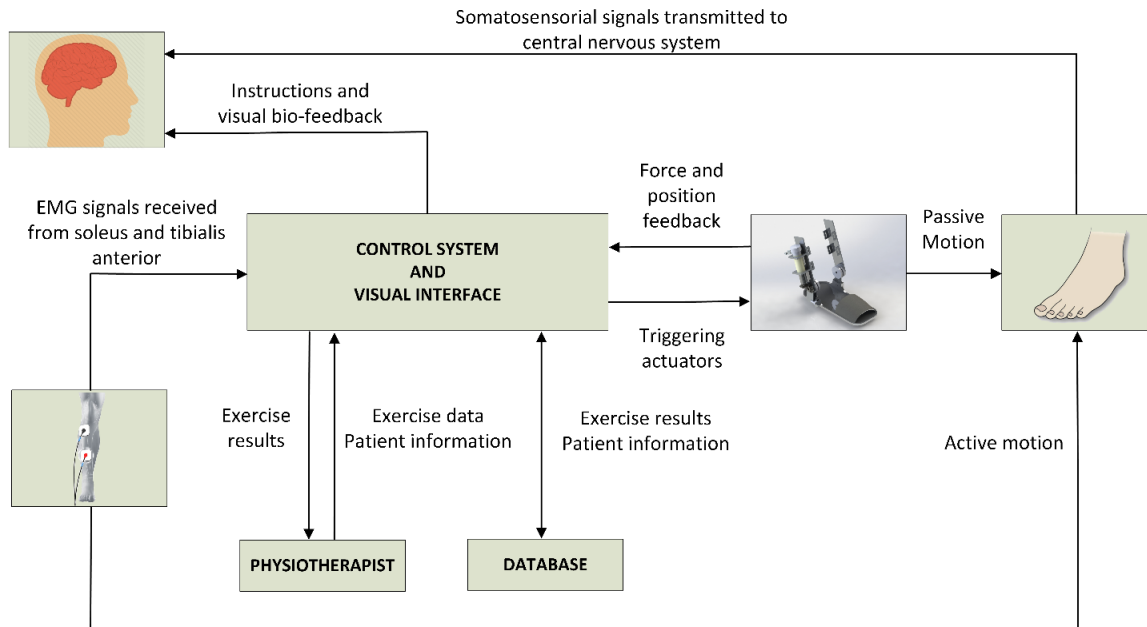 Somatosensorial signals transmitted to
central nervous system
Instructions and
visual bio-feedback
EMG signals received
from soleus and tibialis
anterior
CONTROL SYSTEM
AND
VISUAL INTERFACE
Force and
position
feedback
Passive
Motion
Triggering
actuators
Exercise
results
Exercise data
Patient information
Exercise results
Patient information
Active motion
PHYSIOTHERAPIST
DATABASE